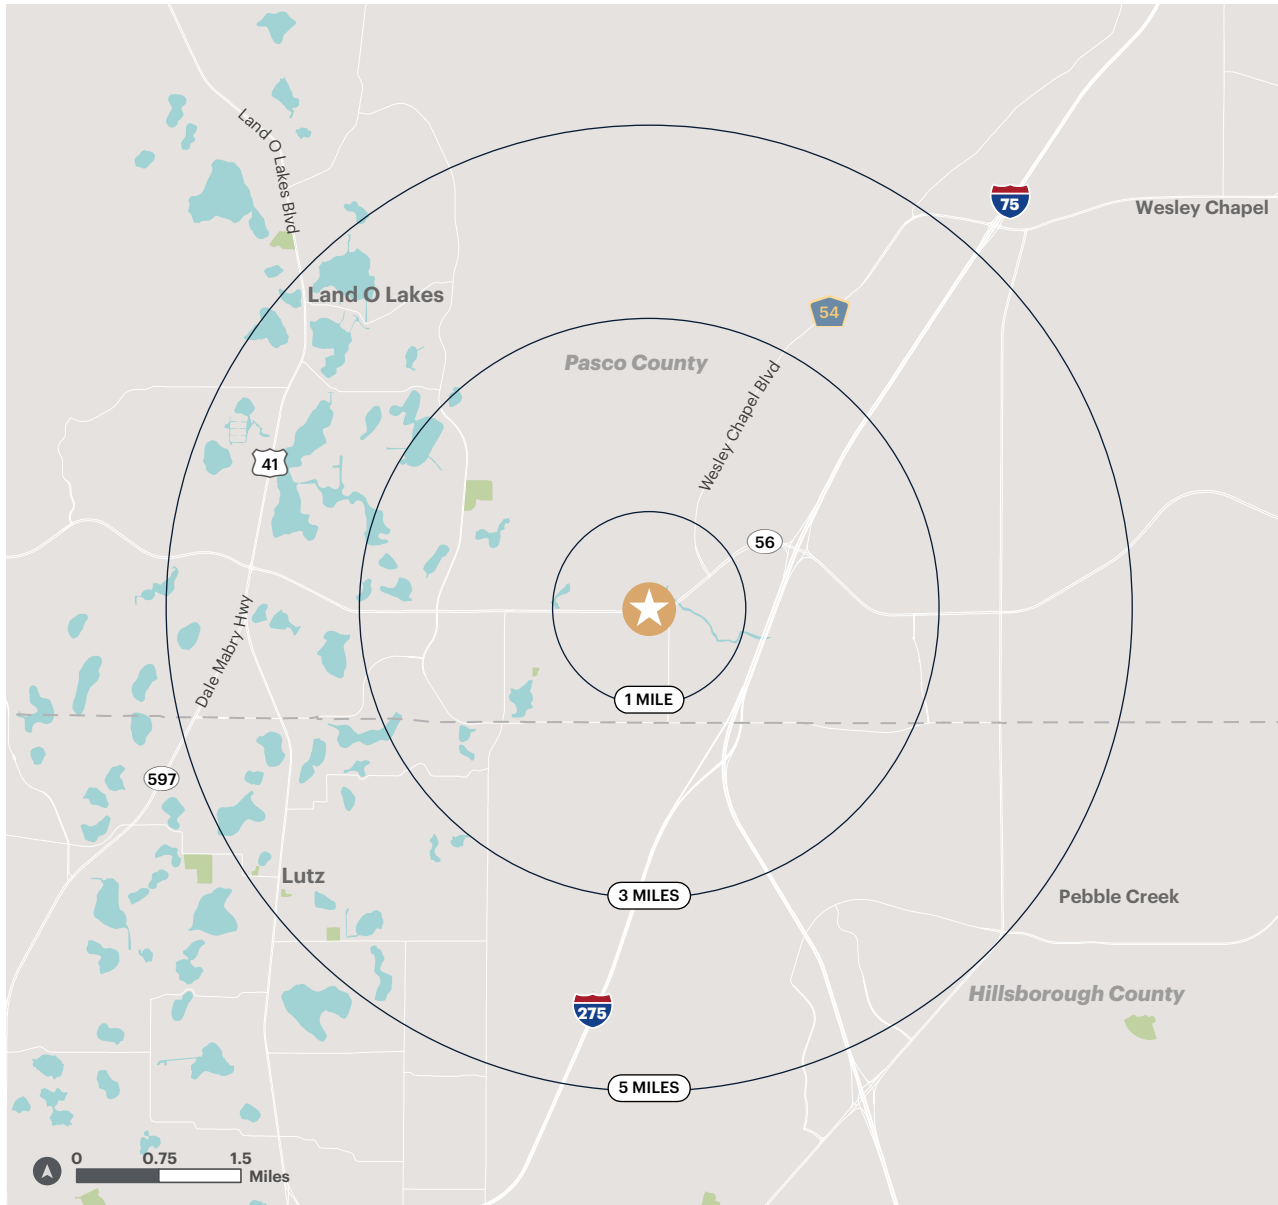 Land O Lakes Blvd
75
Wesley Chapel
Land O Lakes
54
Pasco County
Wesley Chapel Blvd
41
56
Dale Mabry Hwy
1 MILE
597
Lutz
3 MILES
Pebble Creek
Hillsborough County
275
5 MILES
0 0.75 1.5
Miles